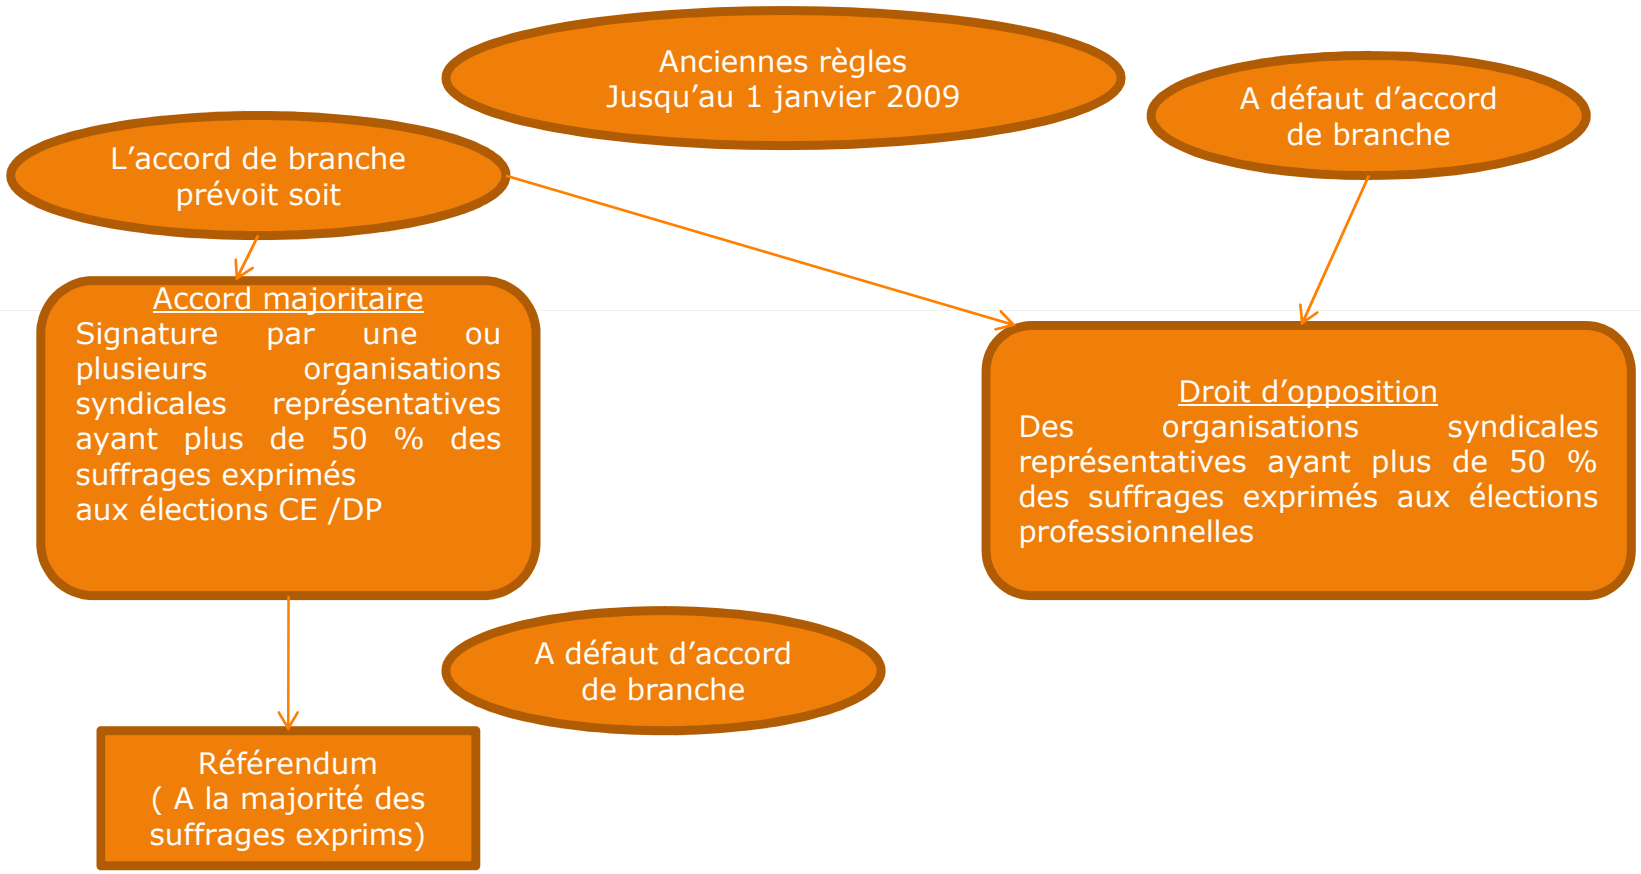 Anciennes règles
Jusqu’au 1 janvier 2009
A défaut d’accord
de branche
L’accord de branche
prévoit soit
Accord majoritaire
Signature par une ou
plusieurs organisations
syndicales représentatives
ayant plus de 50 % des
suffrages exprimés
aux élections CE /DP
Droit d’opposition
Des organisations syndicales
représentatives ayant plus de 50 %
des suffrages exprimés aux élections
professionnelles
A défaut d’accord
de branche
Référendum
( A la majorité des
suffrages exprims)